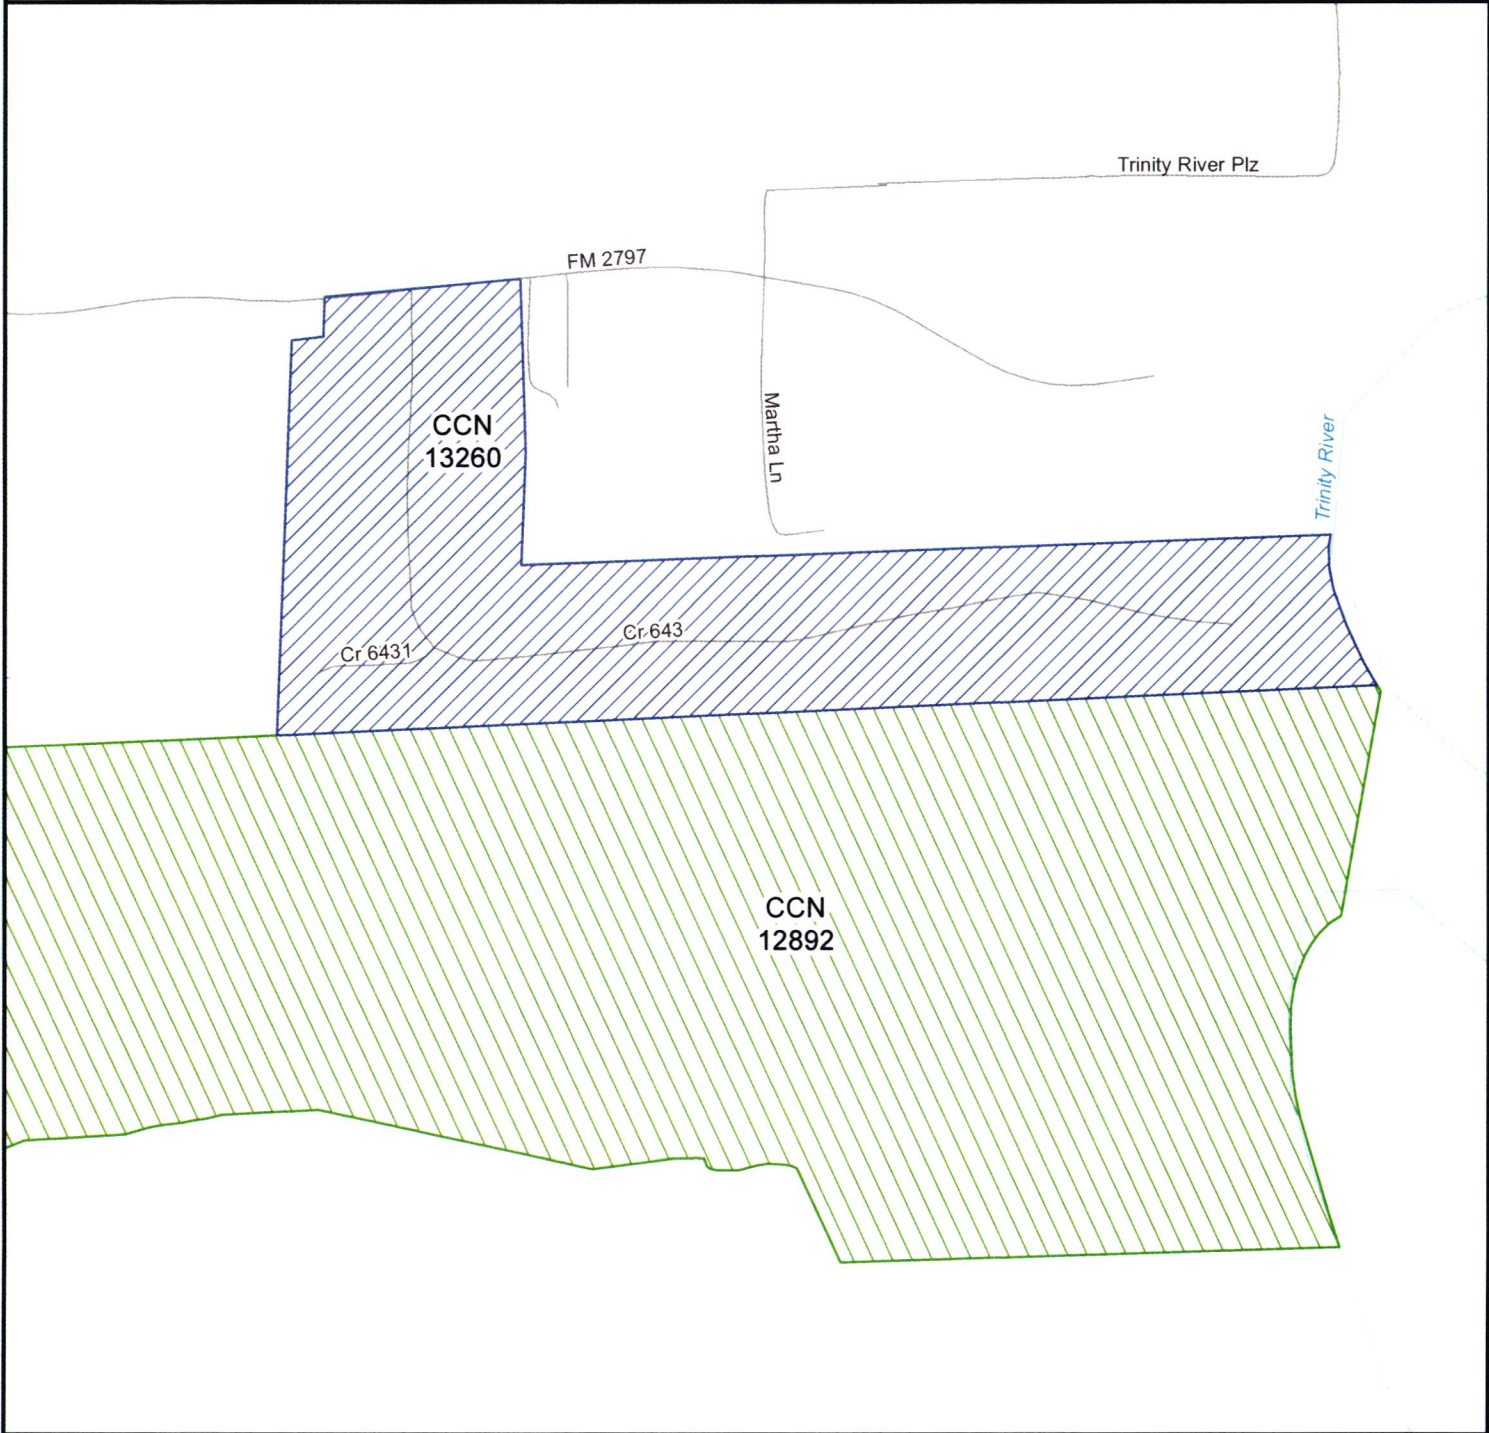 Trinity River Plz
FM 2797
Martha Ln
CCN
13260
Trinity River
Cr 643
Cr 6431
CCN
12892